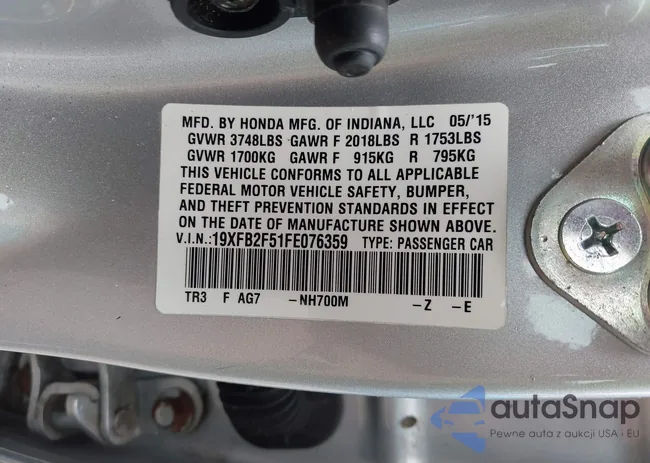 MFD. BY HONDA MFG. OF INDIANA, LLC 05/'15
GVWR 3748LBS GAWR F 2018LBS R 1753LBS
GVWR 1700KG GAWR F 915KG R 795KG
THIS VEHICLE CONFORMS TO ALL APPLICABLE
FEDERAL MOTOR VEHICLE SAFETY, BUMPER,
AND THEFT PREVENTION STANDARDS IN EFFECT
ON THE DATE OF MANUFACTURE SHOWN ABOVE.
V.I.N.:19XFB2F51FE076359 TYPE: PASSENGER CAR
TR3 F AG7 -NH700M -Z -E
autoSnap
Pewne auta z aukcji USA i EU